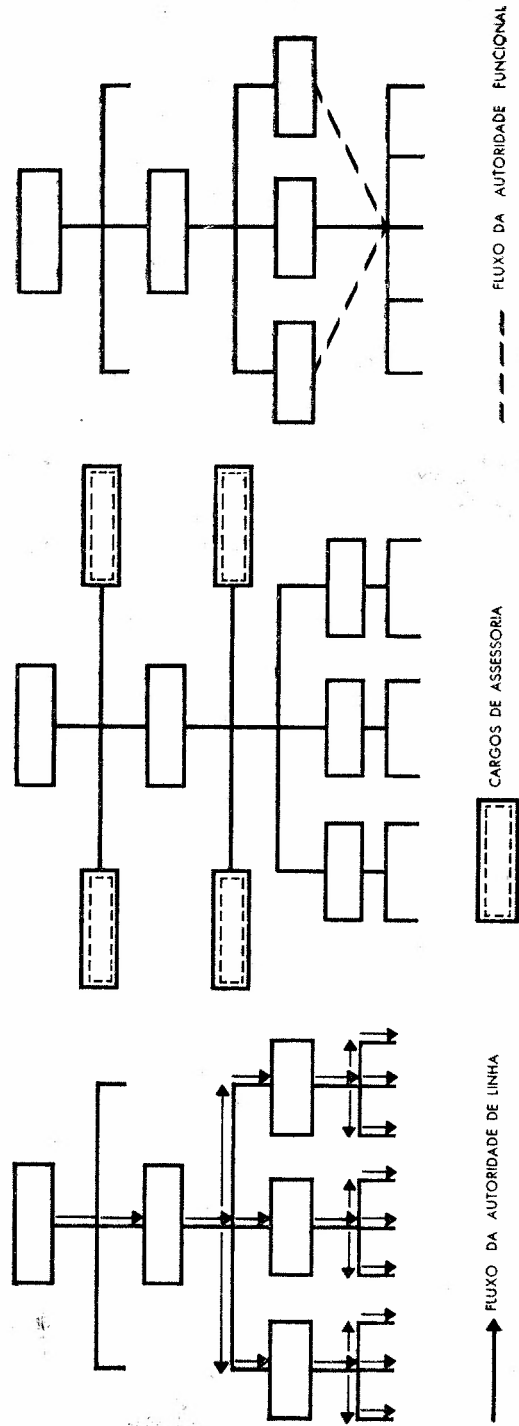 FLUXO DA AUTORIDADE DE LINHA
CARGOS DE ASSESSORIA
FLUXO DA AUTORIDADE FUNCIONAL